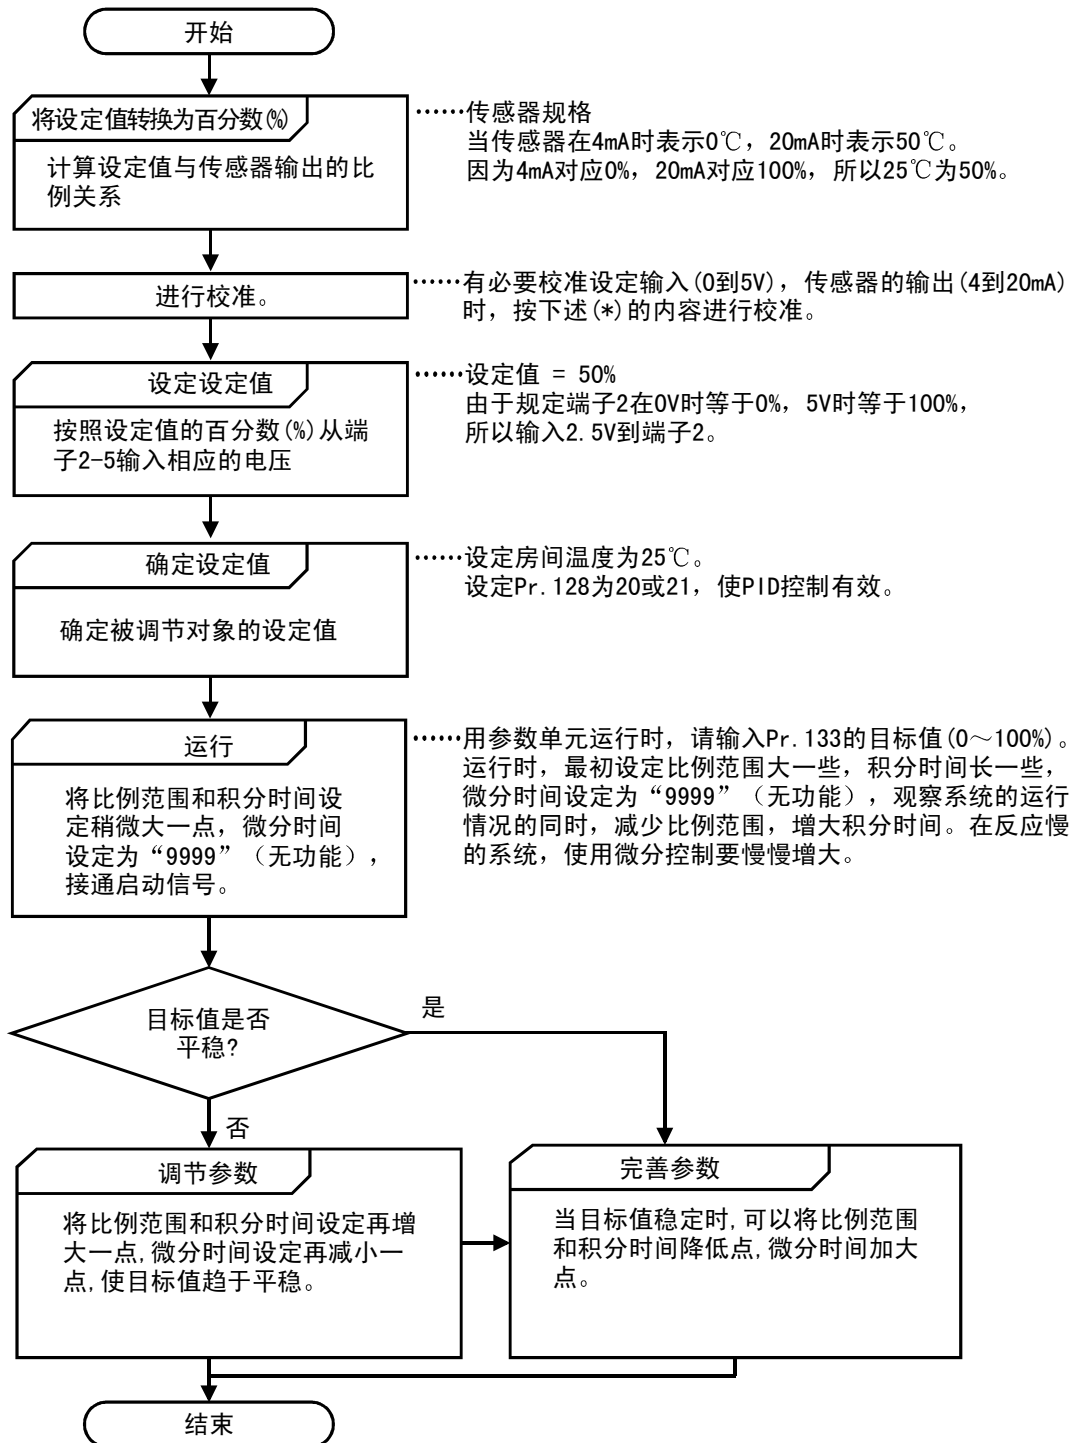 开始
将设定值转换为百分数(%)
计算设定值与传感器输出的比
例关系
……传感器规格
当传感器在4mA时表示0℃，20mA时表示50℃。
因为4mA对应0%，20mA对应100%，所以25℃为50%。
进行校准。
……有必要校准设定输入(0到5V)，传感器的输出(4到20mA)
时，按下述(*)的内容进行校准。
设定设定值
按照设定值的百分数(%)从端
子2-5输入相应的电压
……设定值 = 50%
由于规定端子2在0V时等于0%，5V时等于100%，
所以输入2.5V到端子2。
确定设定值
确定被调节对象的设定值
……设定房间温度为25℃。
设定Pr.128为20或21，使PID控制有效。
运行
将比例范围和积分时间设
定稍微大一点，微分时间
设定为“9999”（无功能），
接通启动信号。
……用参数单元运行时，请输入Pr.133的目标值(0～100%)。
运行时，最初设定比例范围大一些，积分时间长一些，
微分时间设定为“9999”（无功能），观察系统的运行
情况的同时，减少比例范围，增大积分时间。在反应慢
的系统，使用微分控制要慢慢增大。
目标值是否
平稳?
是
否
调节参数
将比例范围和积分时间设定再增
大一点,微分时间设定再减小一
点,使目标值趋于平稳。
完善参数
当目标值稳定时,可以将比例范围
和积分时间降低点,微分时间加大
点。
结束